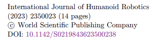 International Journal of Humanoid Robotics
(2023) 2350023 (14 pages)
© World Scientific Publishing Company
DOI: 10.1142/S0219843623500238